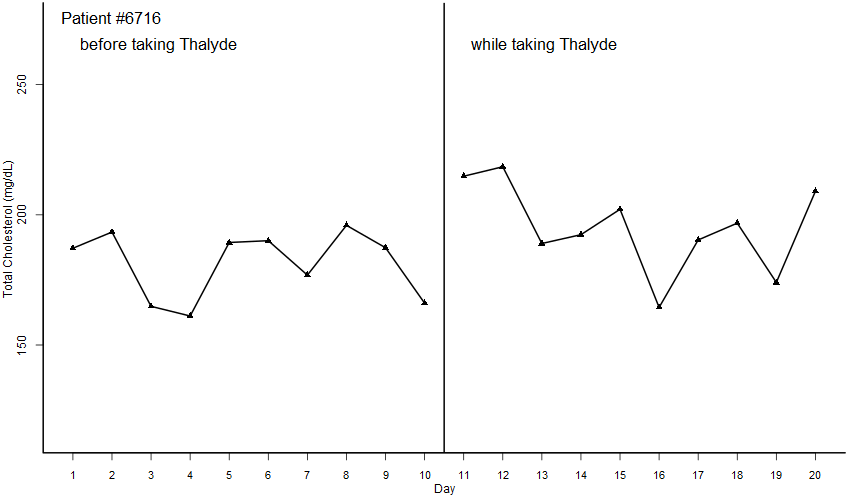 Patient #6716
before taking Thalyde
while taking Thalyde
Total Cholesterol (mg/dL)
250
200
150
1 2 3 4 5 6 7 8 9 10 11 12 13 14 15 16 17 18 19 20
Day